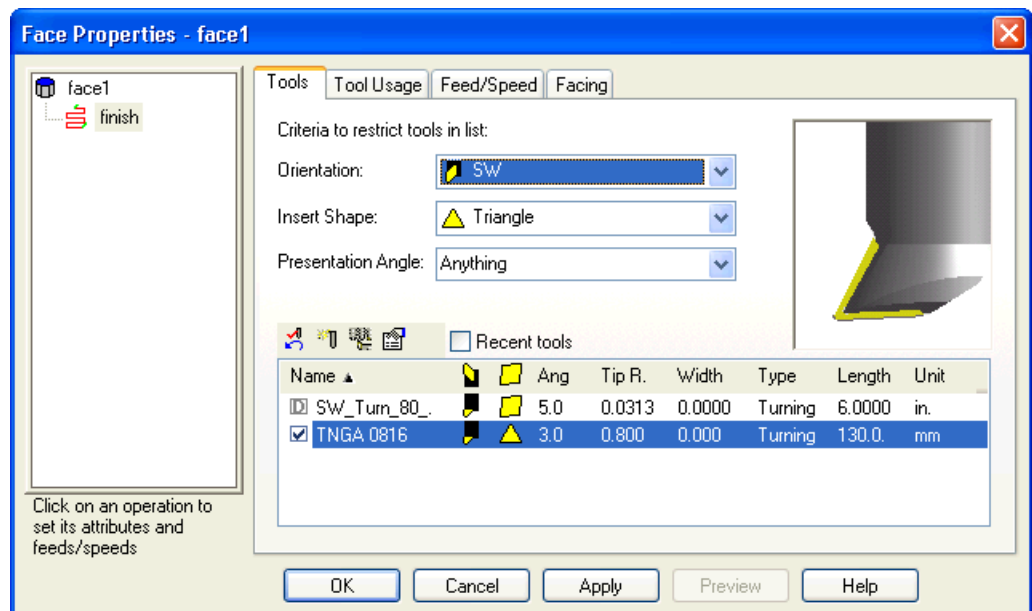 Face Properties - face1
face1
finish
Click on an operation to
set its attributes and
feeds/speeds
Tools Tool Usage Feed/Speed Facing
Criteria to restrict tools in list:
Orientation: SW
Insert Shape: Triangle
Presentation Angle: Anything
Recent tools
Name Ang Tip R. Width Type Length Unit
D SW_Turn_80_. 5.0 0.0313 0.0000 Turning 6.0000 in.
TNGA 0816 3.0 0.800 0.000 Turning 130.0. mm
OK Cancel Apply Preview Help